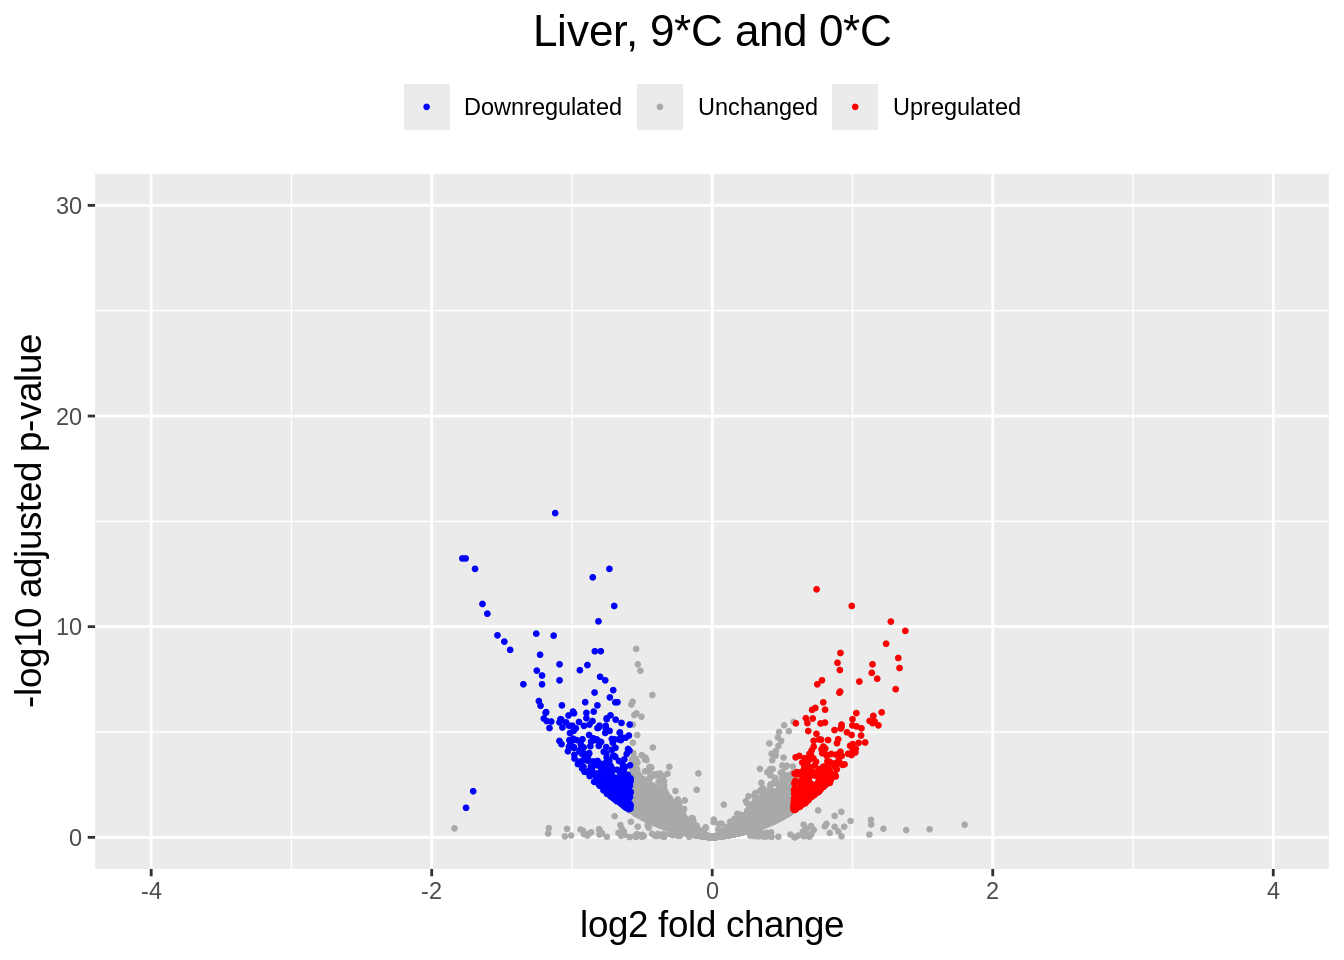 Liver, 9*C and 0*C
Downregulated Unchanged Upregulated
-log10 adjusted p-value
30
20
10
0
-4 -2 0 2 4
log2 fold change